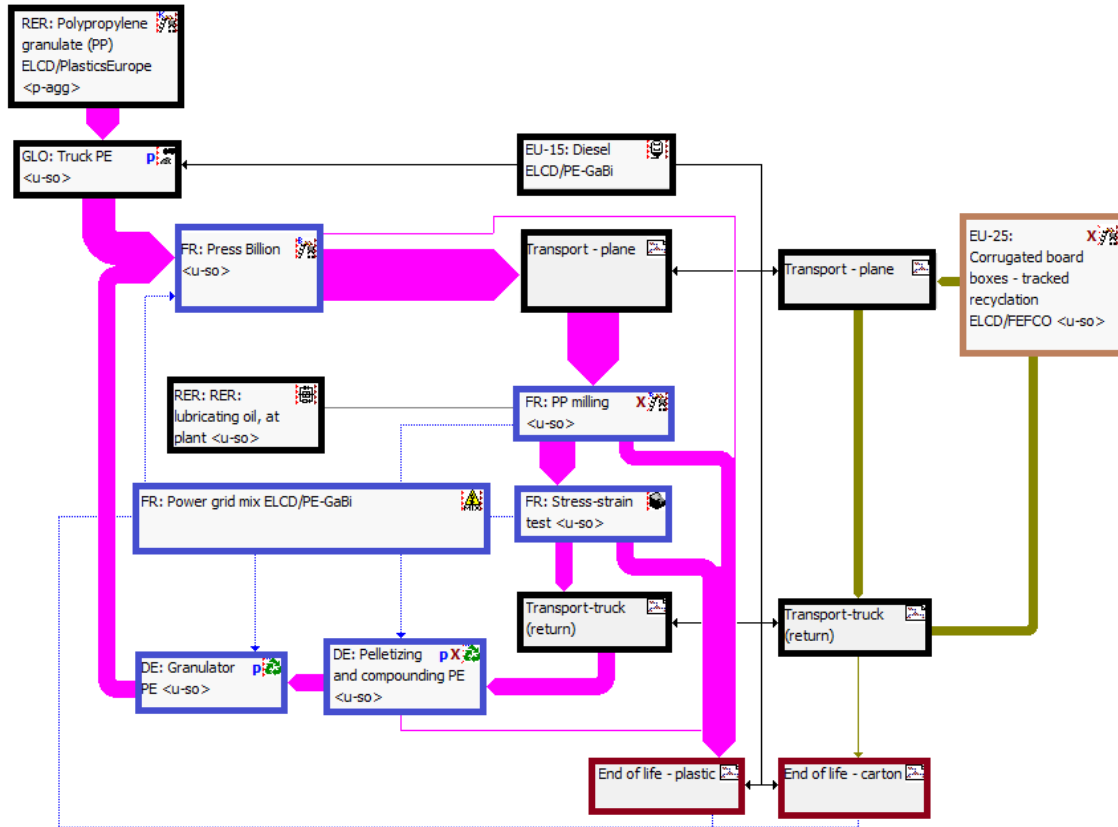 RER: Polypropylene
granulate (PP)
ELCD/PlasticsEurope
<p-agg>
GLO: Truck PE
<u-so>
p
EU-15: Diesel
ELCD/PE-GaBi
FR: Press Billion
<u-so>
Transport - plane
Transport - plane
EU-25:
X
Corrugated board
boxes - tracked
recyclation
ELCD/FEFCO <u-so>
RER: RER:
lubricating oil, at
plant <u-so>
FR: PP milling
X
<u-so>
FR: Power grid mix ELCD/PE-GaBi
MIX
FR: Stress-strain
test <u-so>
Transport-truck
(return)
Transport-truck
(return)
DE: Granulator
p
PE <u-so>
DE: Pelletizing
p X
and compounding PE
<u-so>
End of life - plastic
End of life - carton